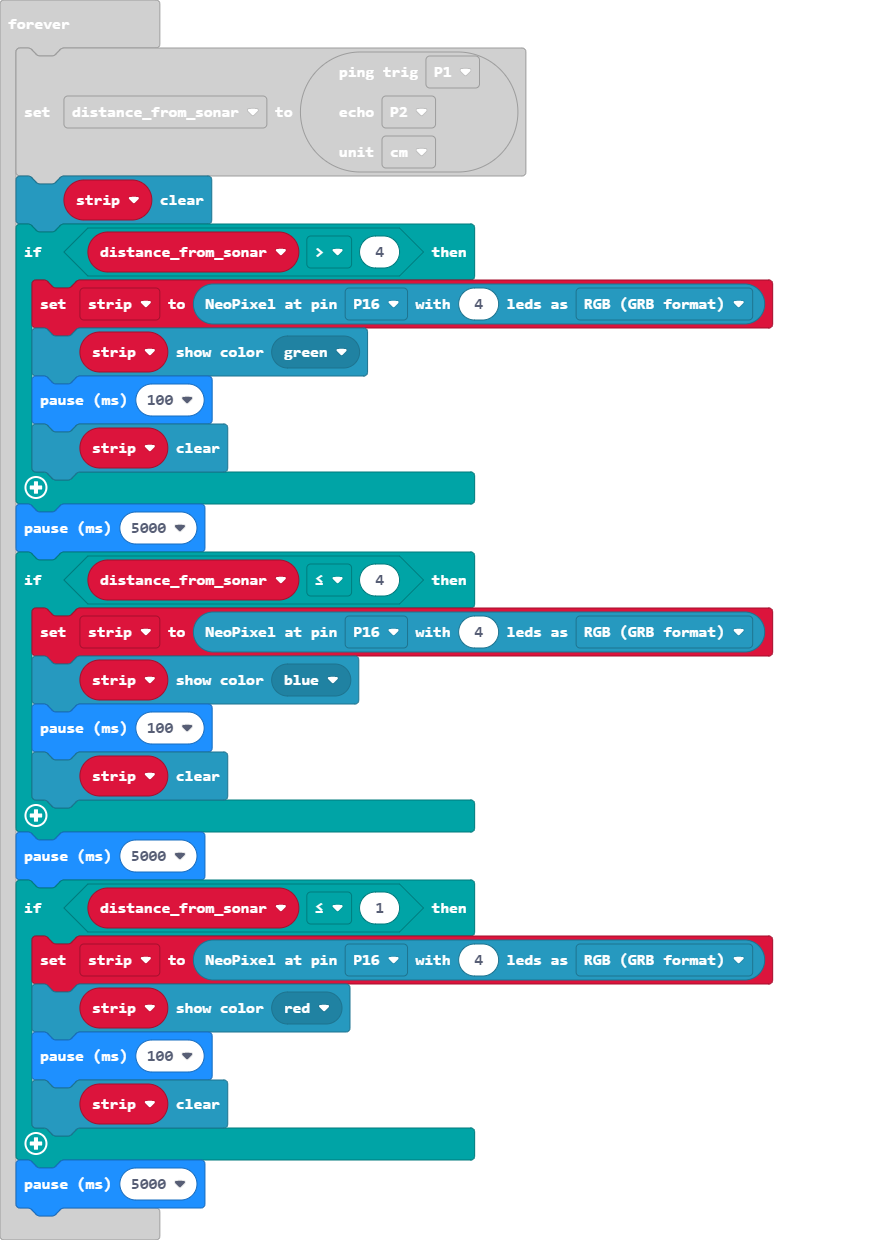 forever
ping trig P1
set distance_from_sonar to echo P2
unit cm
strip clear
if distance_from_sonar > 4 then
set strip to NeoPixel at pin P16 with 4 leds as RGB (GRB format)
strip show color green
pause (ms) 100
strip clear
pause (ms) 5000
if distance_from_sonar ≤ 4 then
set strip to NeoPixel at pin P16 with 4 leds as RGB (GRB format)
strip show color blue
pause (ms) 100
strip clear
pause (ms) 5000
if distance_from_sonar ≤ 1 then
set strip to NeoPixel at pin P16 with 4 leds as RGB (GRB format)
strip show color red
pause (ms) 100
strip clear
pause (ms) 5000